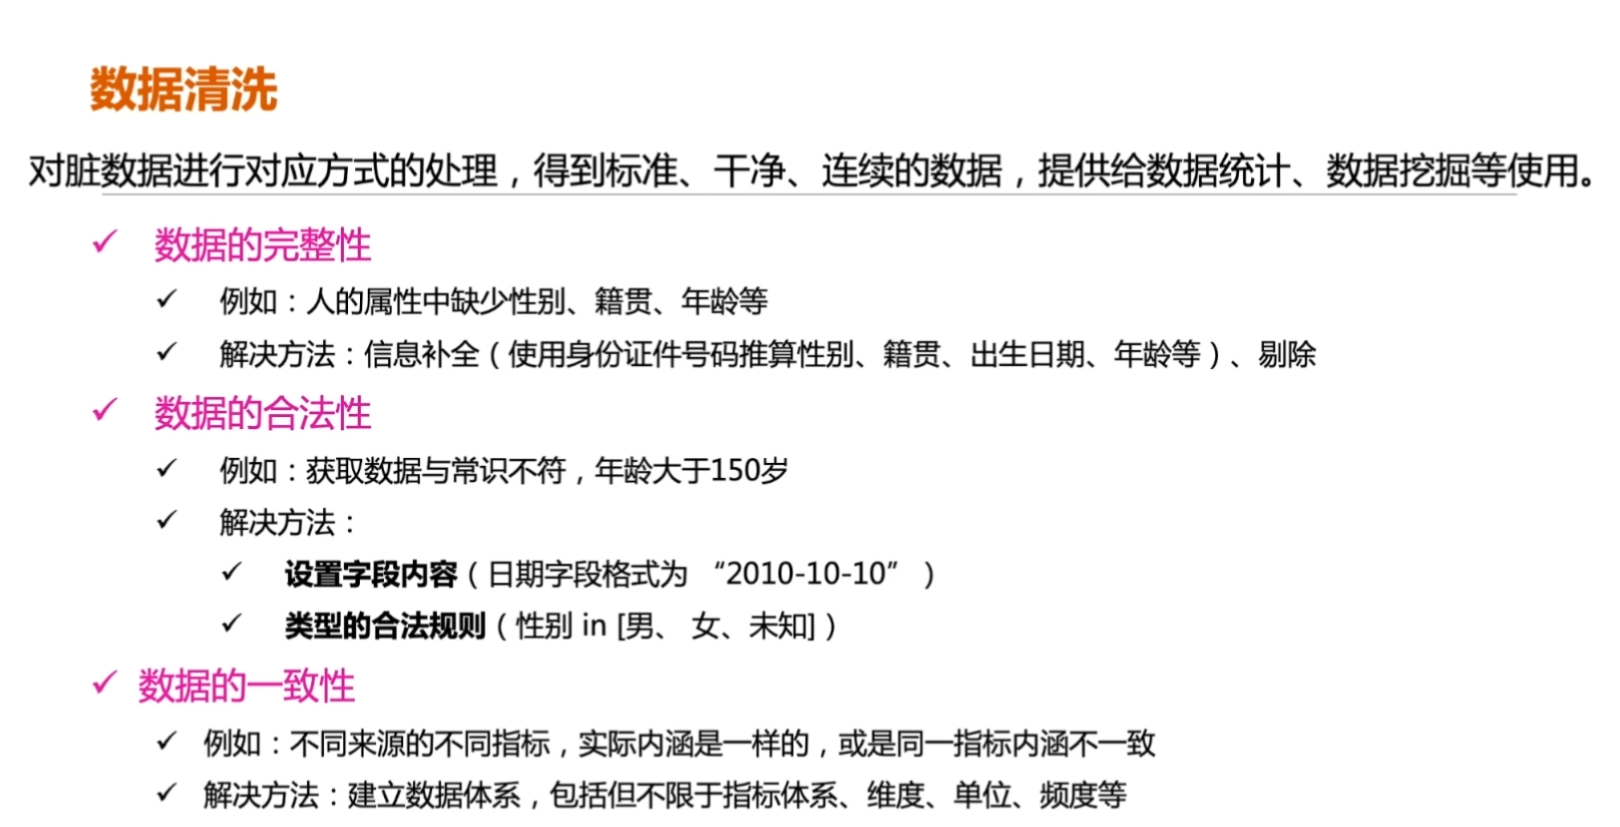 数据清洗
对脏数据进行对应方式的处理，得到标准、干净、连续的数据，提供给数据统计、数据挖掘等使用。
✓ 数据的完整性
✓ 例如：人的属性中缺少性别、籍贯、年龄等
✓ 解决方法：信息补全（使用身份证件号码推算性别、籍贯、出生日期、年龄等）、剔除
✓ 数据的合法性
✓ 例如：获取数据与常识不符，年龄大于150岁
✓ 解决方法：
✓ 设置字段内容（日期字段格式为 “2010-10-10” ）
✓ 类型的合法规则（性别 in [男、 女、未知]）
✓ 数据的一致性
✓ 例如：不同来源的不同指标，实际内涵是一样的，或是同一指标内涵不一致
✓ 解决方法：建立数据体系，包括但不限于指标体系、维度、单位、频度等